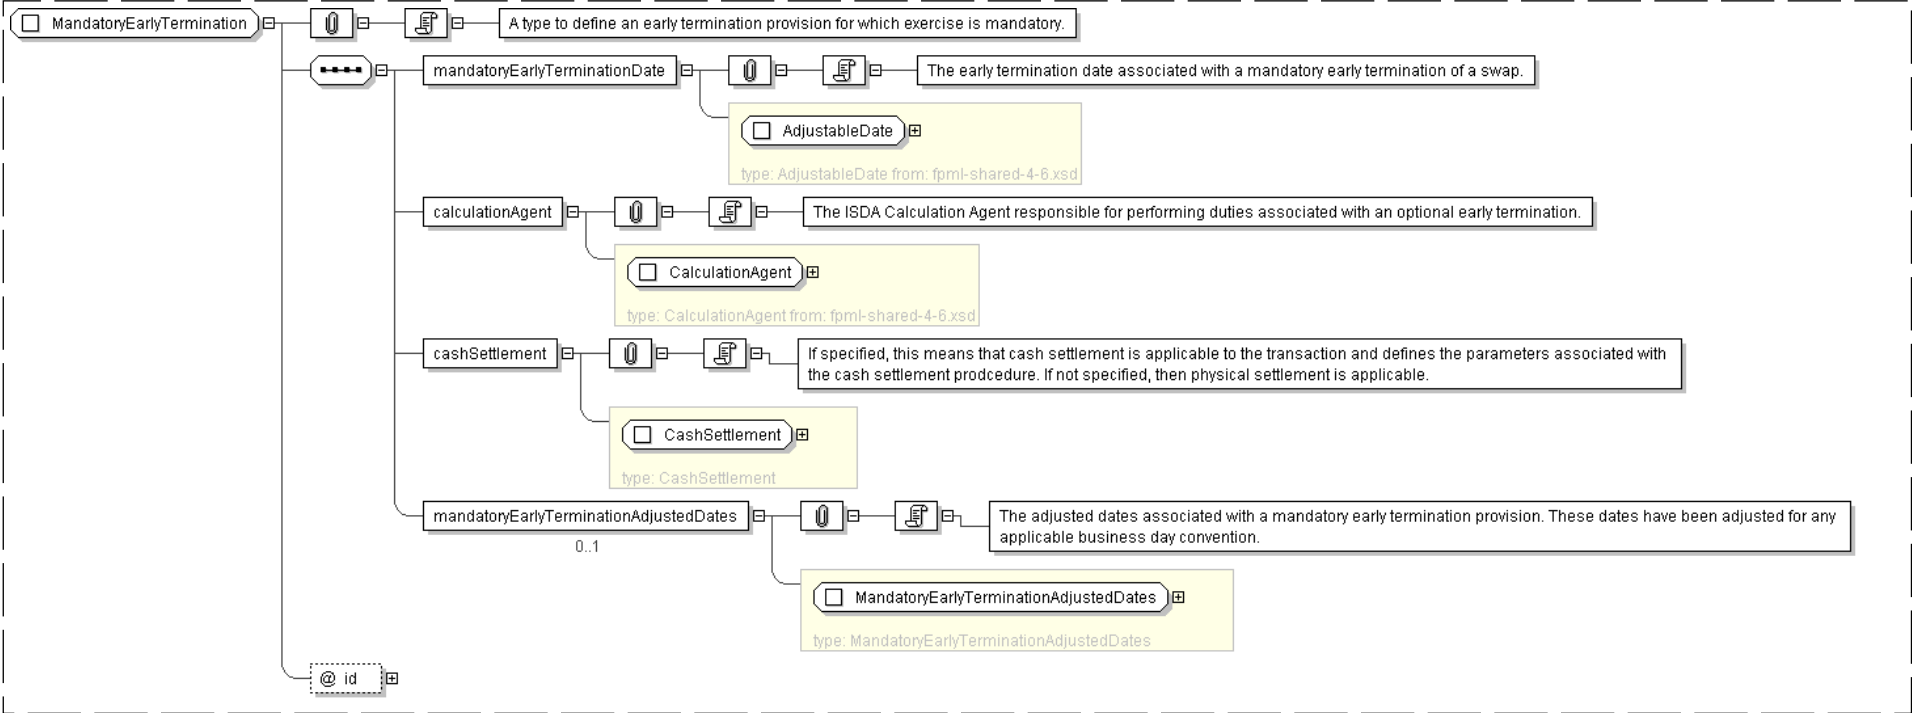 MandatoryEarlyTermination
A type to define an early termination provision for which exercise is mandatory.
mandatoryEarlyTerminationDate
The early termination date associated with a mandatory early termination of a swap.
AdjustableDate
type: AdjustableDate from: fpml-shared-4-6.xsd
calculationAgent
The ISDA Calculation Agent responsible for performing duties associated with an optional early termination.
CalculationAgent
type: CalculationAgent from: fpml-shared-4-6.xsd
cashSettlement
If specified, this means that cash settlement is applicable to the transaction and defines the parameters associated with
the cash settlement prodcedure. If not specified, then physical settlement is applicable.
CashSettlement
type: CashSettlement
mandatoryEarlyTerminationAdjustedDates
0..1
The adjusted dates associated with a mandatory early termination provision. These dates have been adjusted for any
applicable business day convention.
MandatoryEarlyTerminationAdjustedDates
type: MandatoryEarlyTerminationAdjustedDates
@ id